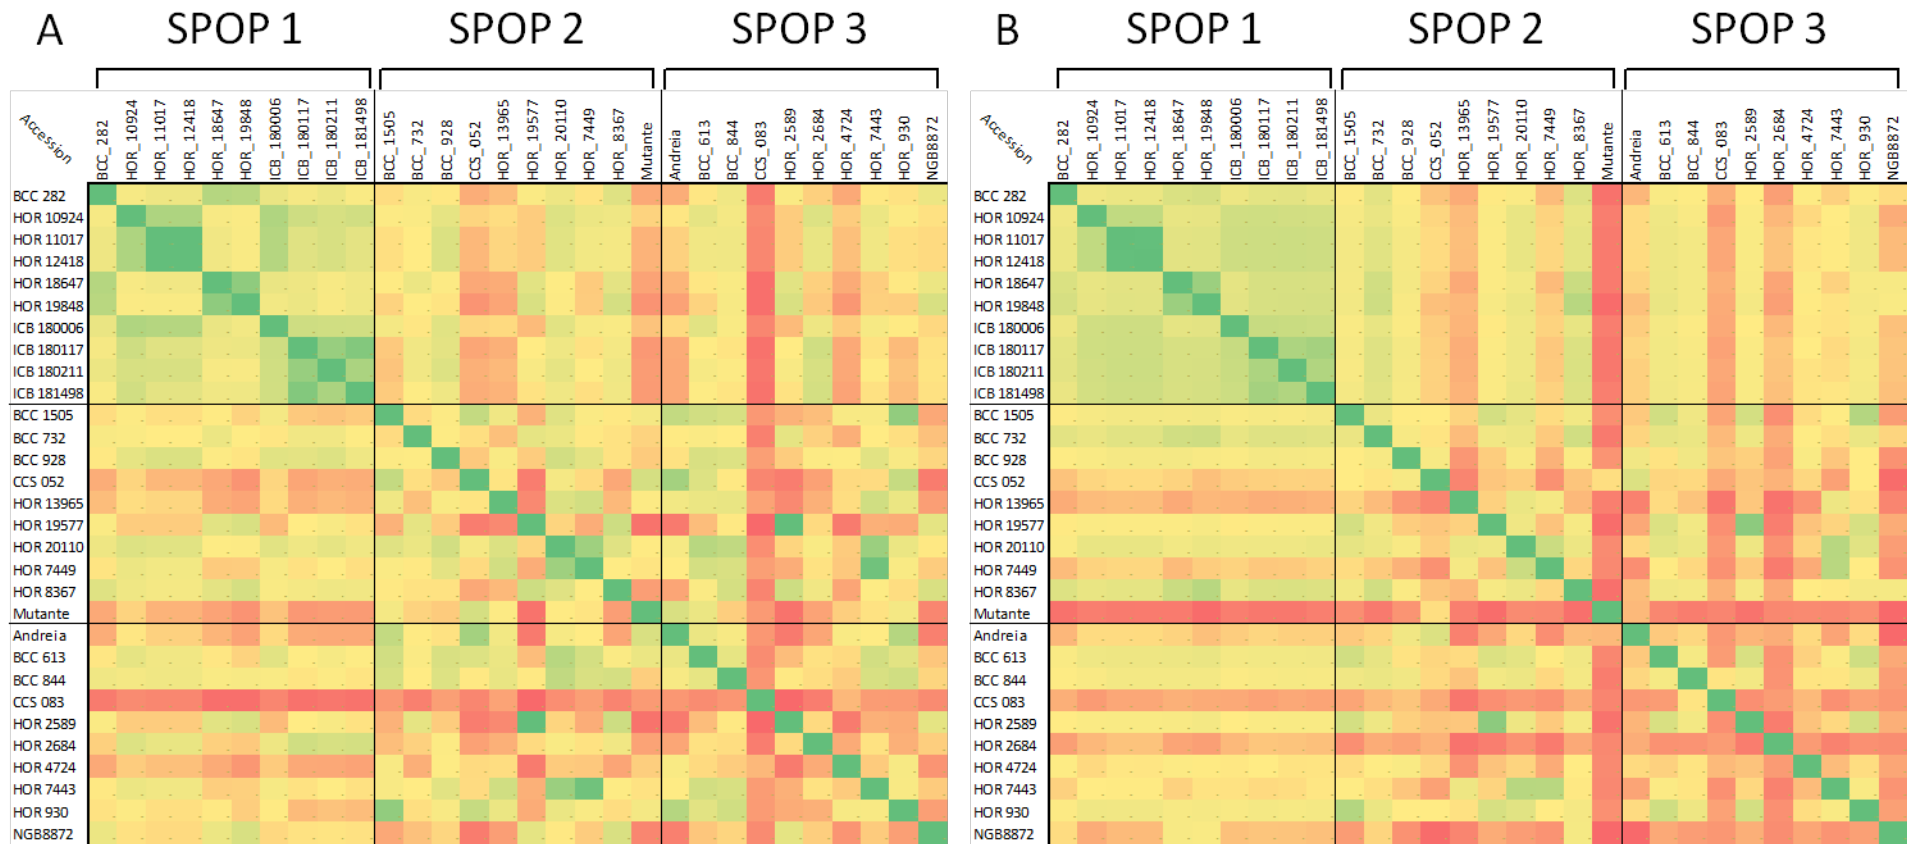 A SPOP 1 SPOP 2 SPOP 3
Accession BCC_282 HOR_10924 HOR_11017 HOR_12418 HOR_18647 HOR_19848 ICB_180006 ICB_180117 ICB_180211 ICB_181498 BCC_1505 BCC_732 BCC_928 CCS_052 HOR_13965 HOR_19577 HOR_20110 HOR_7449 HOR_8367 Mutante Andreia BCC_613 BCC_844 CCS_083 HOR_2589 HOR_2684 HOR_4724 HOR_7443 HOR_930 NGB8872
BCC 282
HOR 10924
HOR 11017
HOR 12418
HOR 18647
HOR 19848
ICB 180006
ICB 180117
ICB 180211
ICB 181498
BCC 1505
BCC 732
BCC 928
CCS 052
HOR 13965
HOR 19577
HOR 20110
HOR 7449
HOR 8367
Mutante
Andreia
BCC 613
BCC 844
CCS 083
HOR 2589
HOR 2684
HOR 4724
HOR 7443
HOR 930
NGB8872
B SPOP 1 SPOP 2 SPOP 3
Accession BCC_282 HOR_10924 HOR_11017 HOR_12418 HOR_18647 HOR_19848 ICB_180006 ICB_180117 ICB_180211 ICB_181498 BCC_1505 BCC_732 BCC_928 CCS_052 HOR_13965 HOR_19577 HOR_20110 HOR_7449 HOR_8367 Mutante Andreia BCC_613 BCC_844 CCS_083 HOR_2589 HOR_2684 HOR_4724 HOR_7443 HOR_930 NGB8872
BCC 282
HOR 10924
HOR 11017
HOR 12418
HOR 18647
HOR 19848
ICB 180006
ICB 180117
ICB 180211
ICB 181498
BCC 1505
BCC 732
BCC 928
CCS 052
HOR 13965
HOR 19577
HOR 20110
HOR 7449
HOR 8367
Mutante
Andreia
BCC 613
BCC 844
CCS 083
HOR 2589
HOR 2684
HOR 4724
HOR 7443
HOR 930
NGB8872